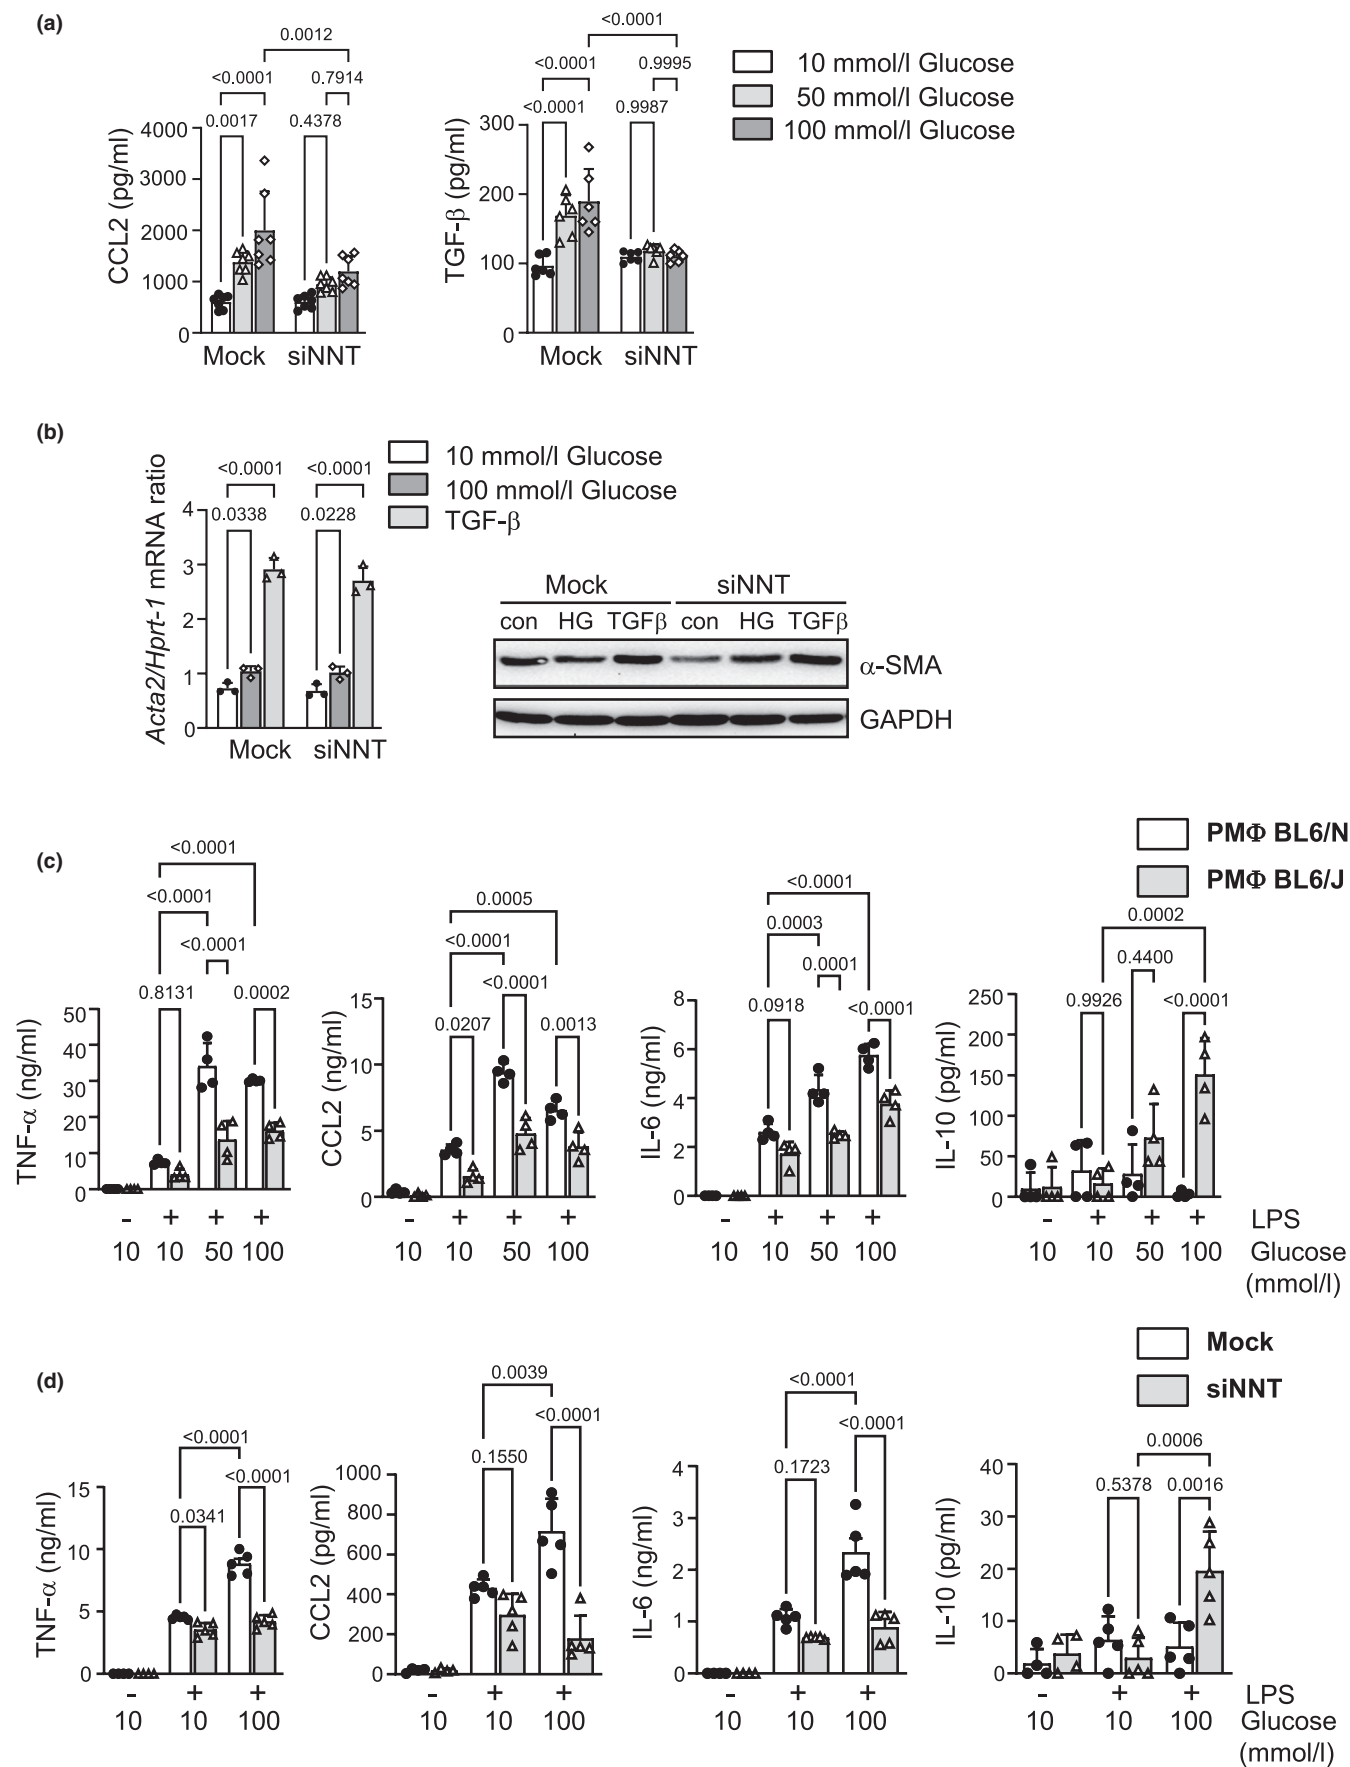 (a)
<0.0001
0.0012
<0.0001
0.7914
<0.0001
0.9995
0.0017
0.4378
<0.0001
0.9987
10 mmol/l Glucose
50 mmol/l Glucose
100 mmol/l Glucose
CCL2 (pg/ml)
4000
3000
2000
1000
0
Mock siNNT
TGF-β (pg/ml)
300
200
100
0
Mock siNNT
(b)
10 mmol/l Glucose
100 mmol/l Glucose
TGF-β
<0.0001 <0.0001
0.0338 0.0228
Acta2/Hprt-1 mRNA ratio
4
3
2
1
0
Mock siNNT
Mock siNNT
con HG TGFβ con HG TGFβ
α-SMA
GAPDH
PMΦ BL6/N
PMΦ BL6/J
(c)
<0.0001
<0.0001
<0.0001
0.8131
0.0002
TNF-α (ng/ml)
50
40
30
20
10
0
- + + +
10 10 50 100
0.0005
<0.0001
<0.0001
0.0207
0.0013
CCL2 (ng/ml)
15
10
5
0
- + + +
10 10 50 100
<0.0001
0.0003
0.0001
0.0918
<0.0001
IL-6 (ng/ml)
8
6
4
2
0
- + + +
10 10 50 100
0.0002
0.4400
0.9926
<0.0001
IL-10 (pg/ml)
250
200
150
100
50
0
- + + + LPS
10 10 50 100 Glucose
(mmol/l)
Mock
siNNT
(d)
<0.0001
<0.0001
0.0341
TNF-α (ng/ml)
15
10
5
0
- + +
10 10 100
0.0039
<0.0001
0.1550
CCL2 (pg/ml)
1000
800
600
400
200
0
- + +
10 10 100
<0.0001
<0.0001
0.1723
IL-6 (ng/ml)
4
3
2
1
0
- + +
10 10 100
0.0006
0.5378
0.0016
IL-10 (pg/ml)
40
30
20
10
0
- + + LPS
10 10 100 Glucose
(mmol/l)